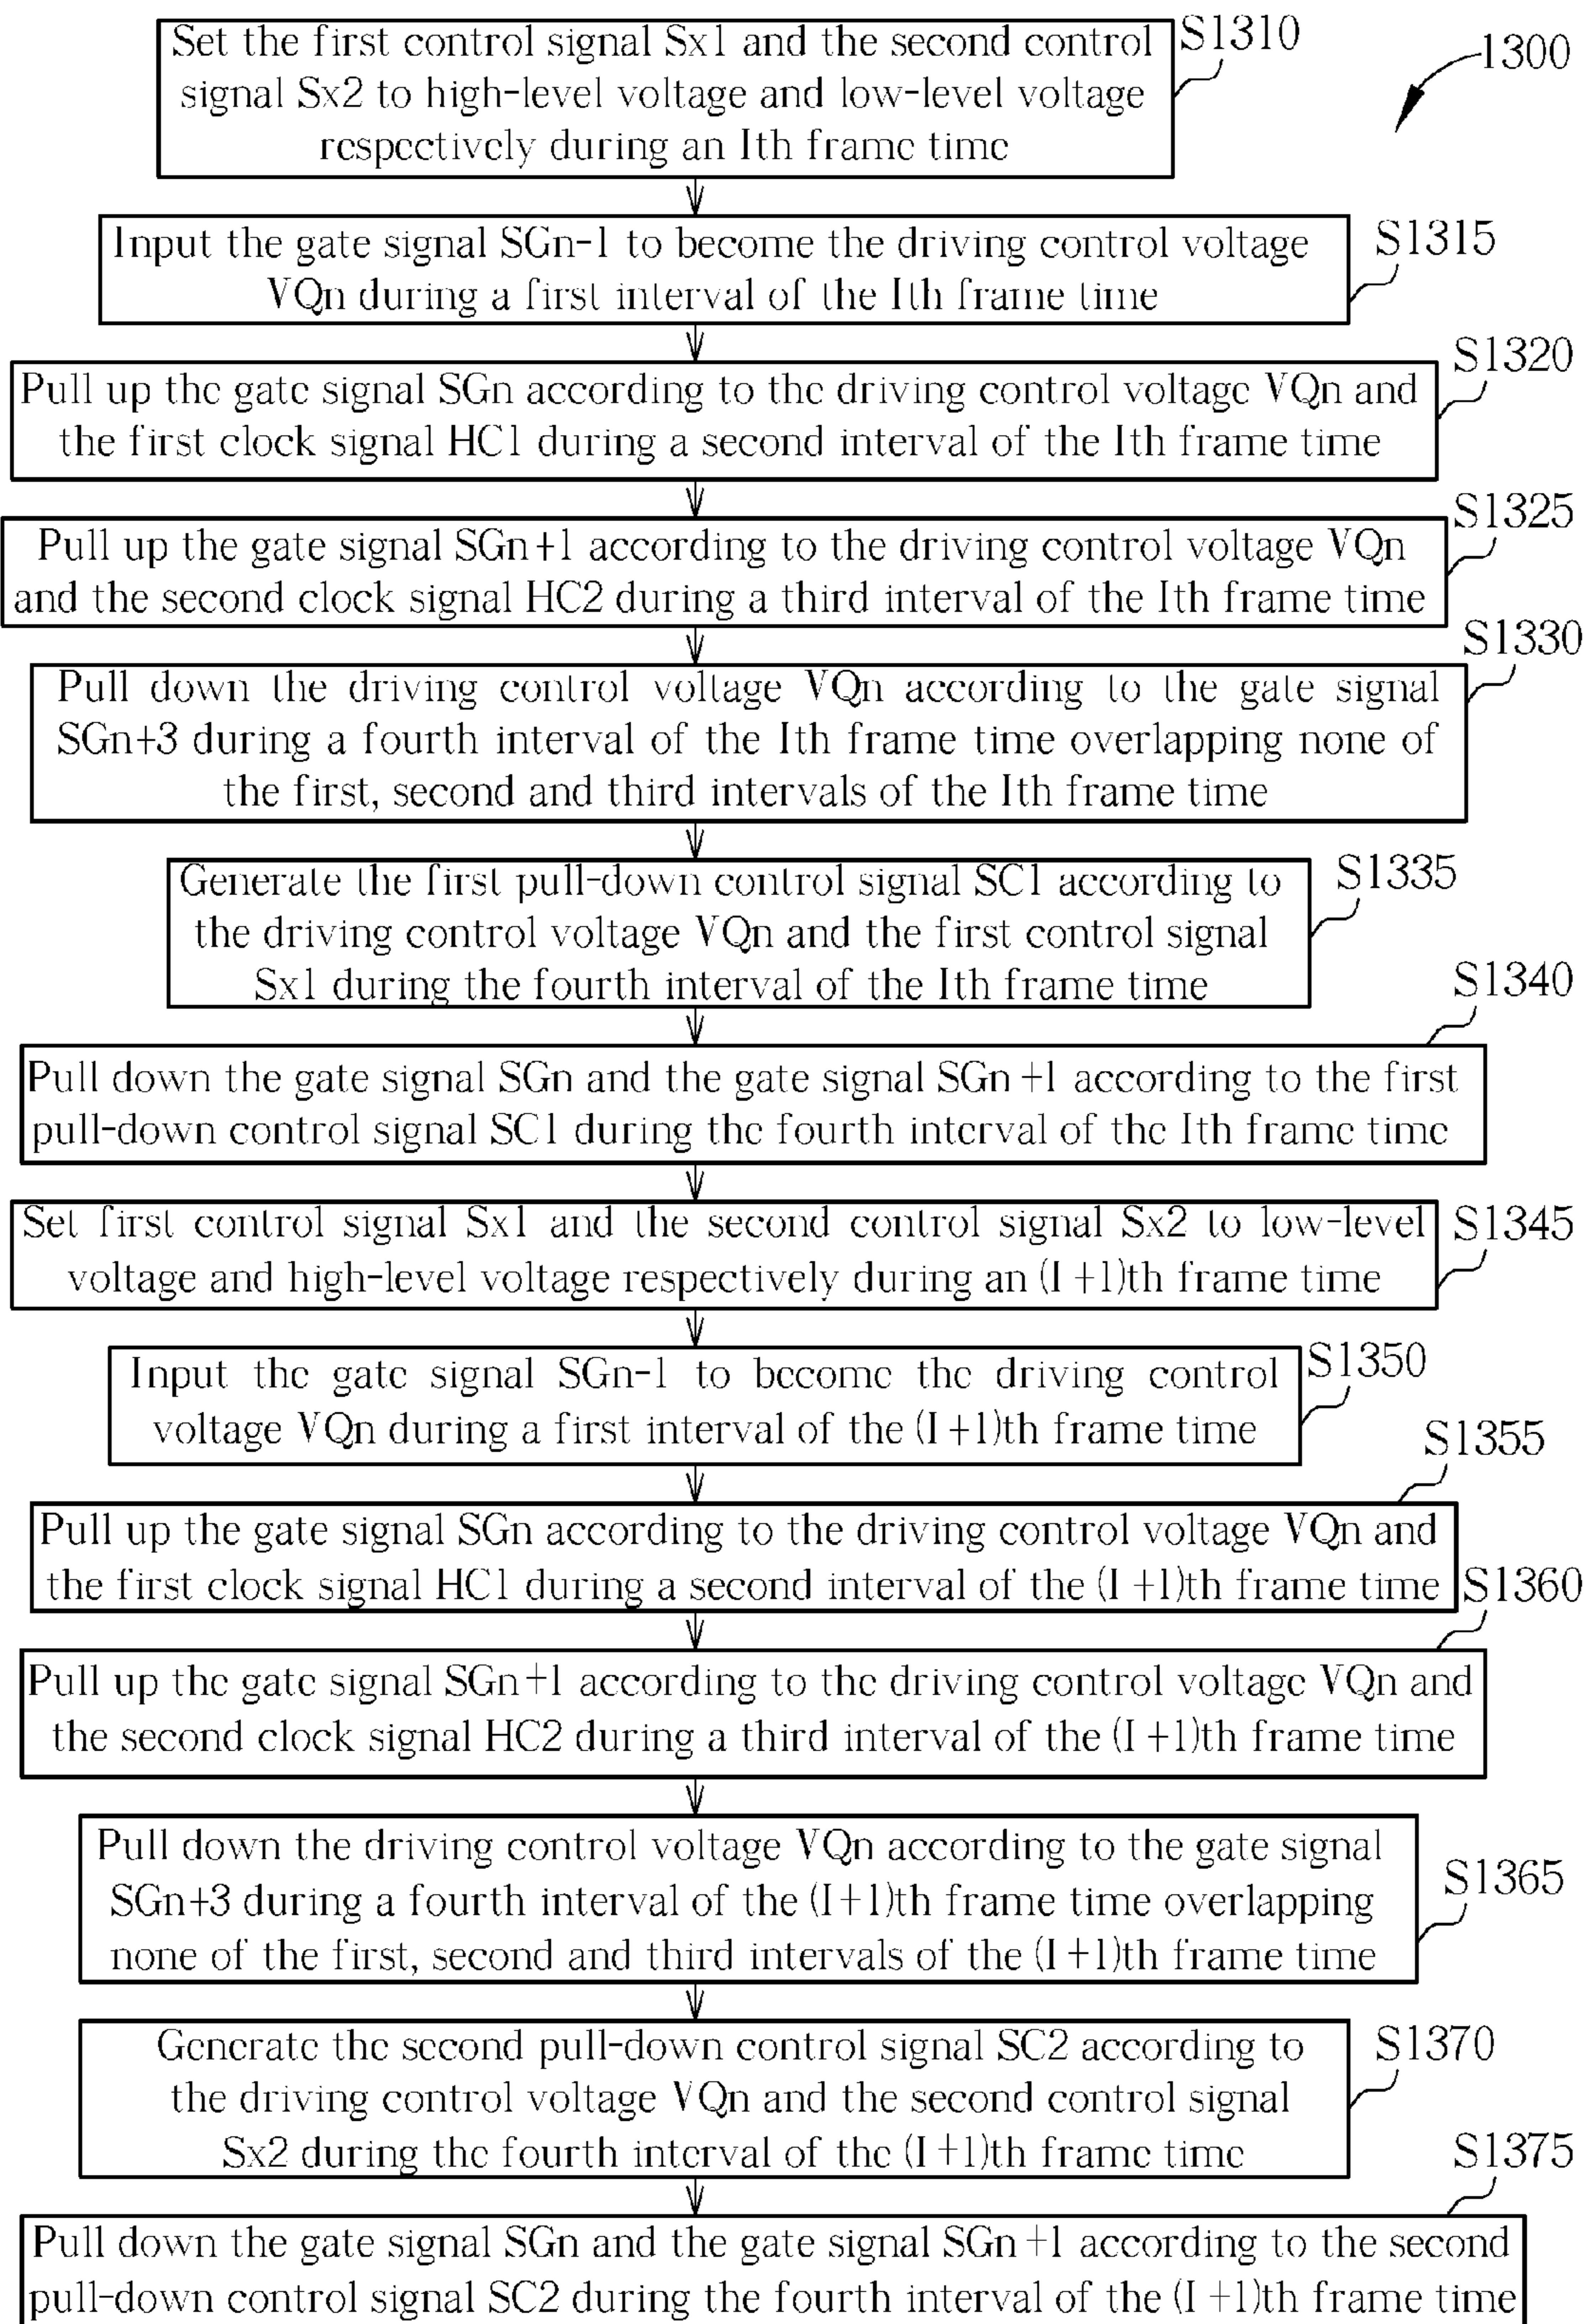 Set the first control signal Sx1 and the second control
signal Sx2 to high-level voltage and low-level voltage
respectively during an Ith frame time
S1310
1300
Input the gate signal SGn-1 to become the driving control voltage
VQn during a first interval of the Ith frame time
S1315
Pull up the gate signal SGn according to the driving control voltage VQn and
the first clock signal HC1 during a second interval of the Ith frame time
S1320
Pull up the gate signal SGn+1 according to the driving control voltage VQn
and the second clock signal HC2 during a third interval of the Ith frame time
S1325
Pull down the driving control voltage VQn according to the gate signal
SGn+3 during a fourth interval of the Ith frame time overlapping none of
the first, second and third intervals of the Ith frame time
S1330
Generate the first pull-down control signal SC1 according to
the driving control voltage VQn and the first control signal
Sx1 during the fourth interval of the Ith frame time
S1335
Pull down the gate signal SGn and the gate signal SGn+1 according to the first
pull-down control signal SC1 during the fourth interval of the Ith frame time
S1340
Set first control signal Sx1 and the second control signal Sx2 to low-level
voltage and high-level voltage respectively during an (I+1)th frame time
S1345
Input the gate signal SGn-1 to become the driving control
voltage VQn during a first interval of the (I+1)th frame time
S1350
Pull up the gate signal SGn according to the driving control voltage VQn and
the first clock signal HC1 during a second interval of the (I+1)th frame time
S1355
Pull up the gate signal SGn+1 according to the driving control voltage VQn and
the second clock signal HC2 during a third interval of the (I+1)th frame time
S1360
Pull down the driving control voltage VQn according to the gate signal
SGn+3 during a fourth interval of the (I+1)th frame time overlapping
none of the first, second and third intervals of the (I+1)th frame time
S1365
Generate the second pull-down control signal SC2 according to
the driving control voltage VQn and the second control signal
Sx2 during the fourth interval of the (I+1)th frame time
S1370
Pull down the gate signal SGn and the gate signal SGn+1 according to the second
pull-down control signal SC2 during the fourth interval of the (I+1)th frame time
S1375